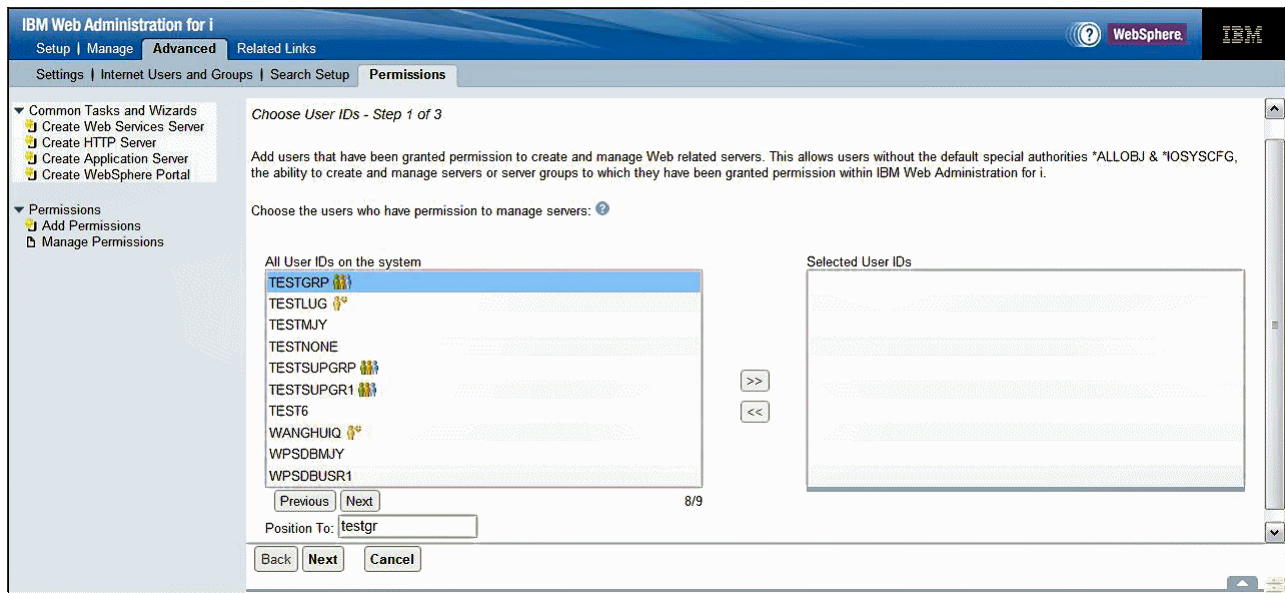 IBM Web Administration for i
Setup | Manage Advanced Related Links
WebSphere.
IBM
Settings | Internet Users and Groups | Search Setup Permissions
Common Tasks and Wizards
Create Web Services Server
Create HTTP Server
Create Application Server
Create WebSphere Portal
Permissions
Add Permissions
Manage Permissions
Choose User IDs - Step 1 of 3
Add users that have been granted permission to create and manage Web related servers. This allows users without the default special authorities *ALLOBJ & *IOSYSCFG,
the ability to create and manage servers or server groups to which they have been granted permission within IBM Web Administration for i.
Choose the users who have permission to manage servers: ?
All User IDs on the system
TESTGRP
TESTLUG
TESTMJY
TESTNONE
TESTSUPGRP
TESTSUPGR1
TEST6
WANGHUIQ
WPSDBMJY
WPSDBUSR1
Previous Next 8/9
Position To: testgr
>>
<<
Selected User IDs
Back Next Cancel